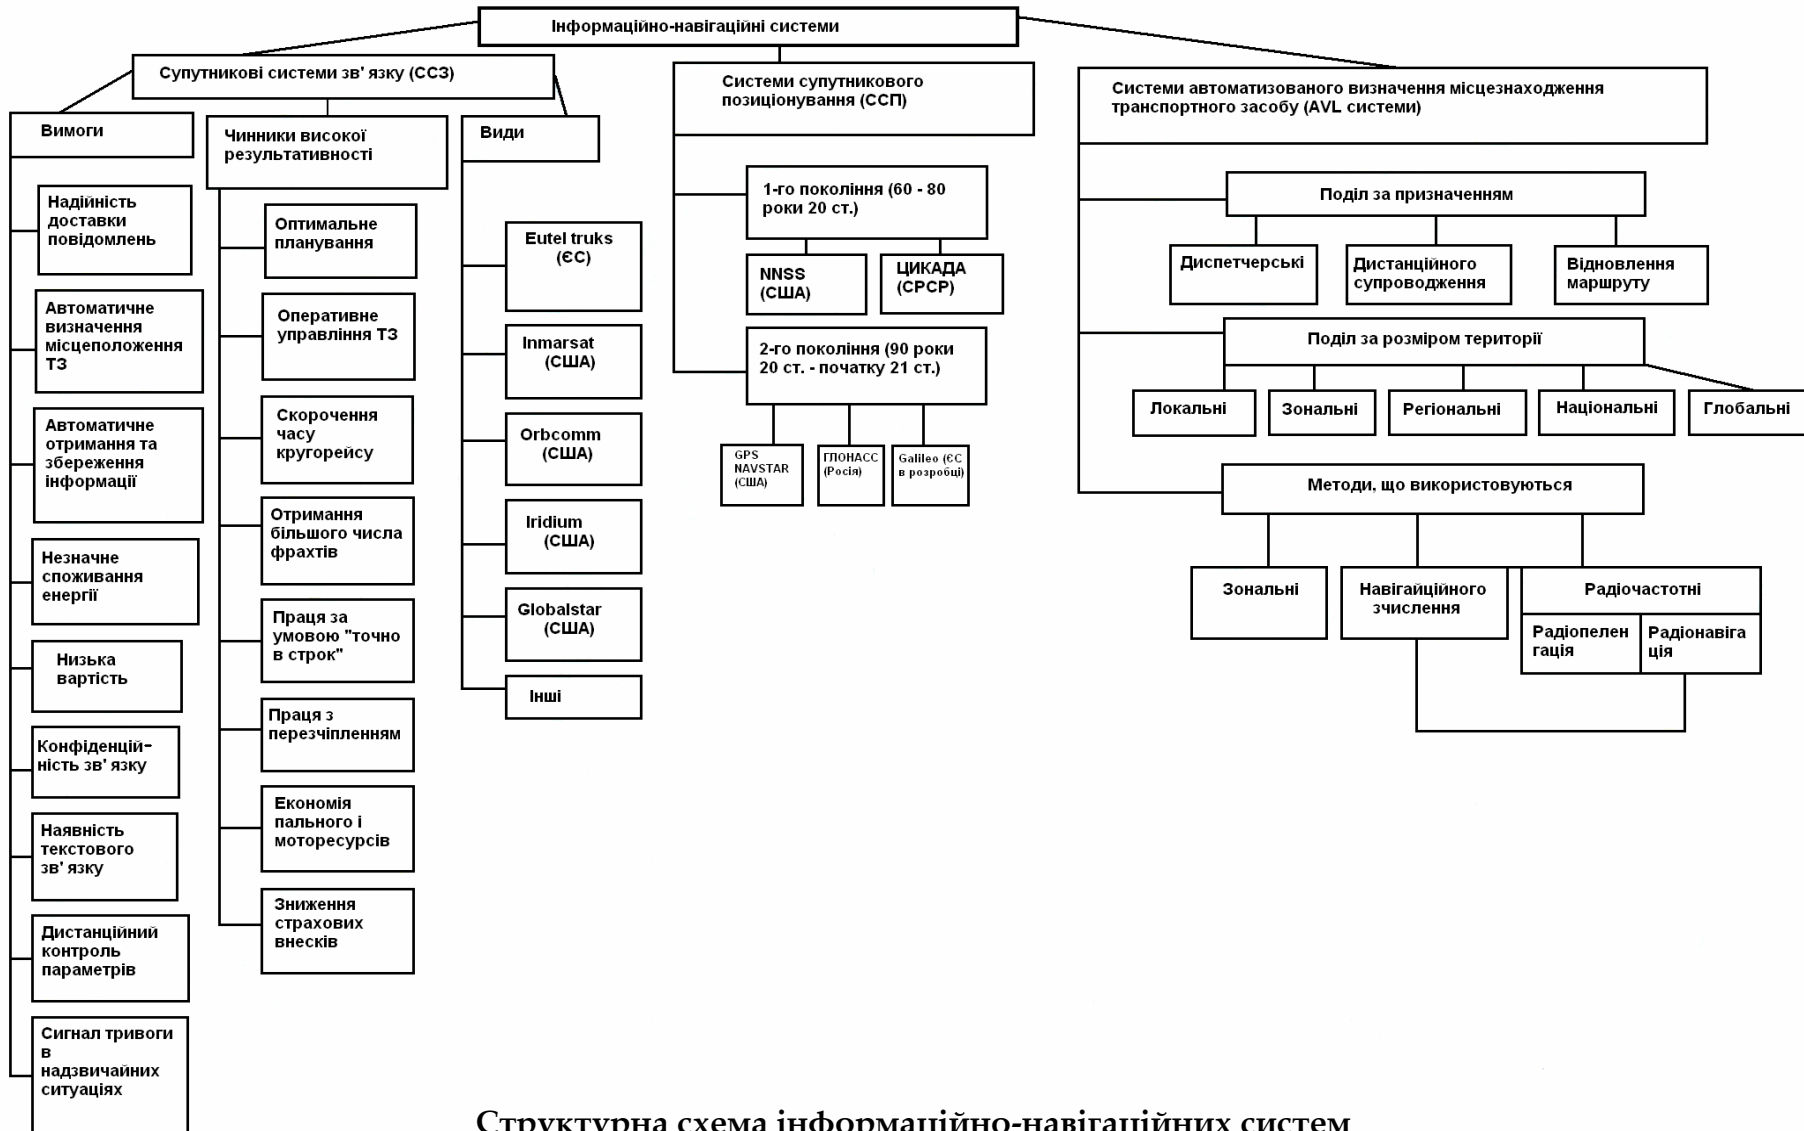 Інформаційно-навігаційні системи
Супутникові системи зв' язку (ССЗ)
Вимоги
Надійність
доставки
повідомлень
Автоматичне
визначення
місцеположення
ТЗ
Автоматичне
отримання та
збереження
інформації
Незначне
споживання
енергії
Низька
вартість
Конфіденцій-
ність зв' язку
Наявність
текстового
зв' язку
Дистанційний
контроль
параметрів
Сигнал тривоги
в
надзвичайних
ситуаціях
Чинники високої
результативності
Оптимальне
планування
Оперативне
управління ТЗ
Скорочення
часу
кругорейсу
Отримання
більшого числа
фрахтів
Праця за
умовою "точно
в строк"
Праця з
перезчіпленням
Економія
пального і
моторесурсів
Зниження
страхових
внесків
Види
Eutel truks
(ЄС)
Inmarsat
(США)
Orbcomm
(США)
Iridium
(США)
Globalstar
(США)
Інші
Системи супутникового
позиціонування (ССП)
1-го покоління (60 - 80
роки 20 ст.)
NNSS
(США)
ЦИКАДА
(СРСР)
2-го покоління (90 роки
20 ст. - початку 21 ст.)
GPS
NAVSTAR
(США)
ГЛОНАСС
(Росія)
Galileo (ЄС
в розробці)
Системи автоматизованого визначення місцезнаходження
транспортного засобу (AVL системи)
Поділ за призначенням
Диспетчерські
Дистанційного
супроводження
Відновлення
маршруту
Поділ за розміром території
Локальні
Зональні
Регіональні
Національні
Глобальні
Методи, що використовуються
Зональні
Навігайційного
зчислення
Радіочастотні
Радіопелен
гація
Радіонавіга
ція
Структурна схема інформаційно-навігаційних систем